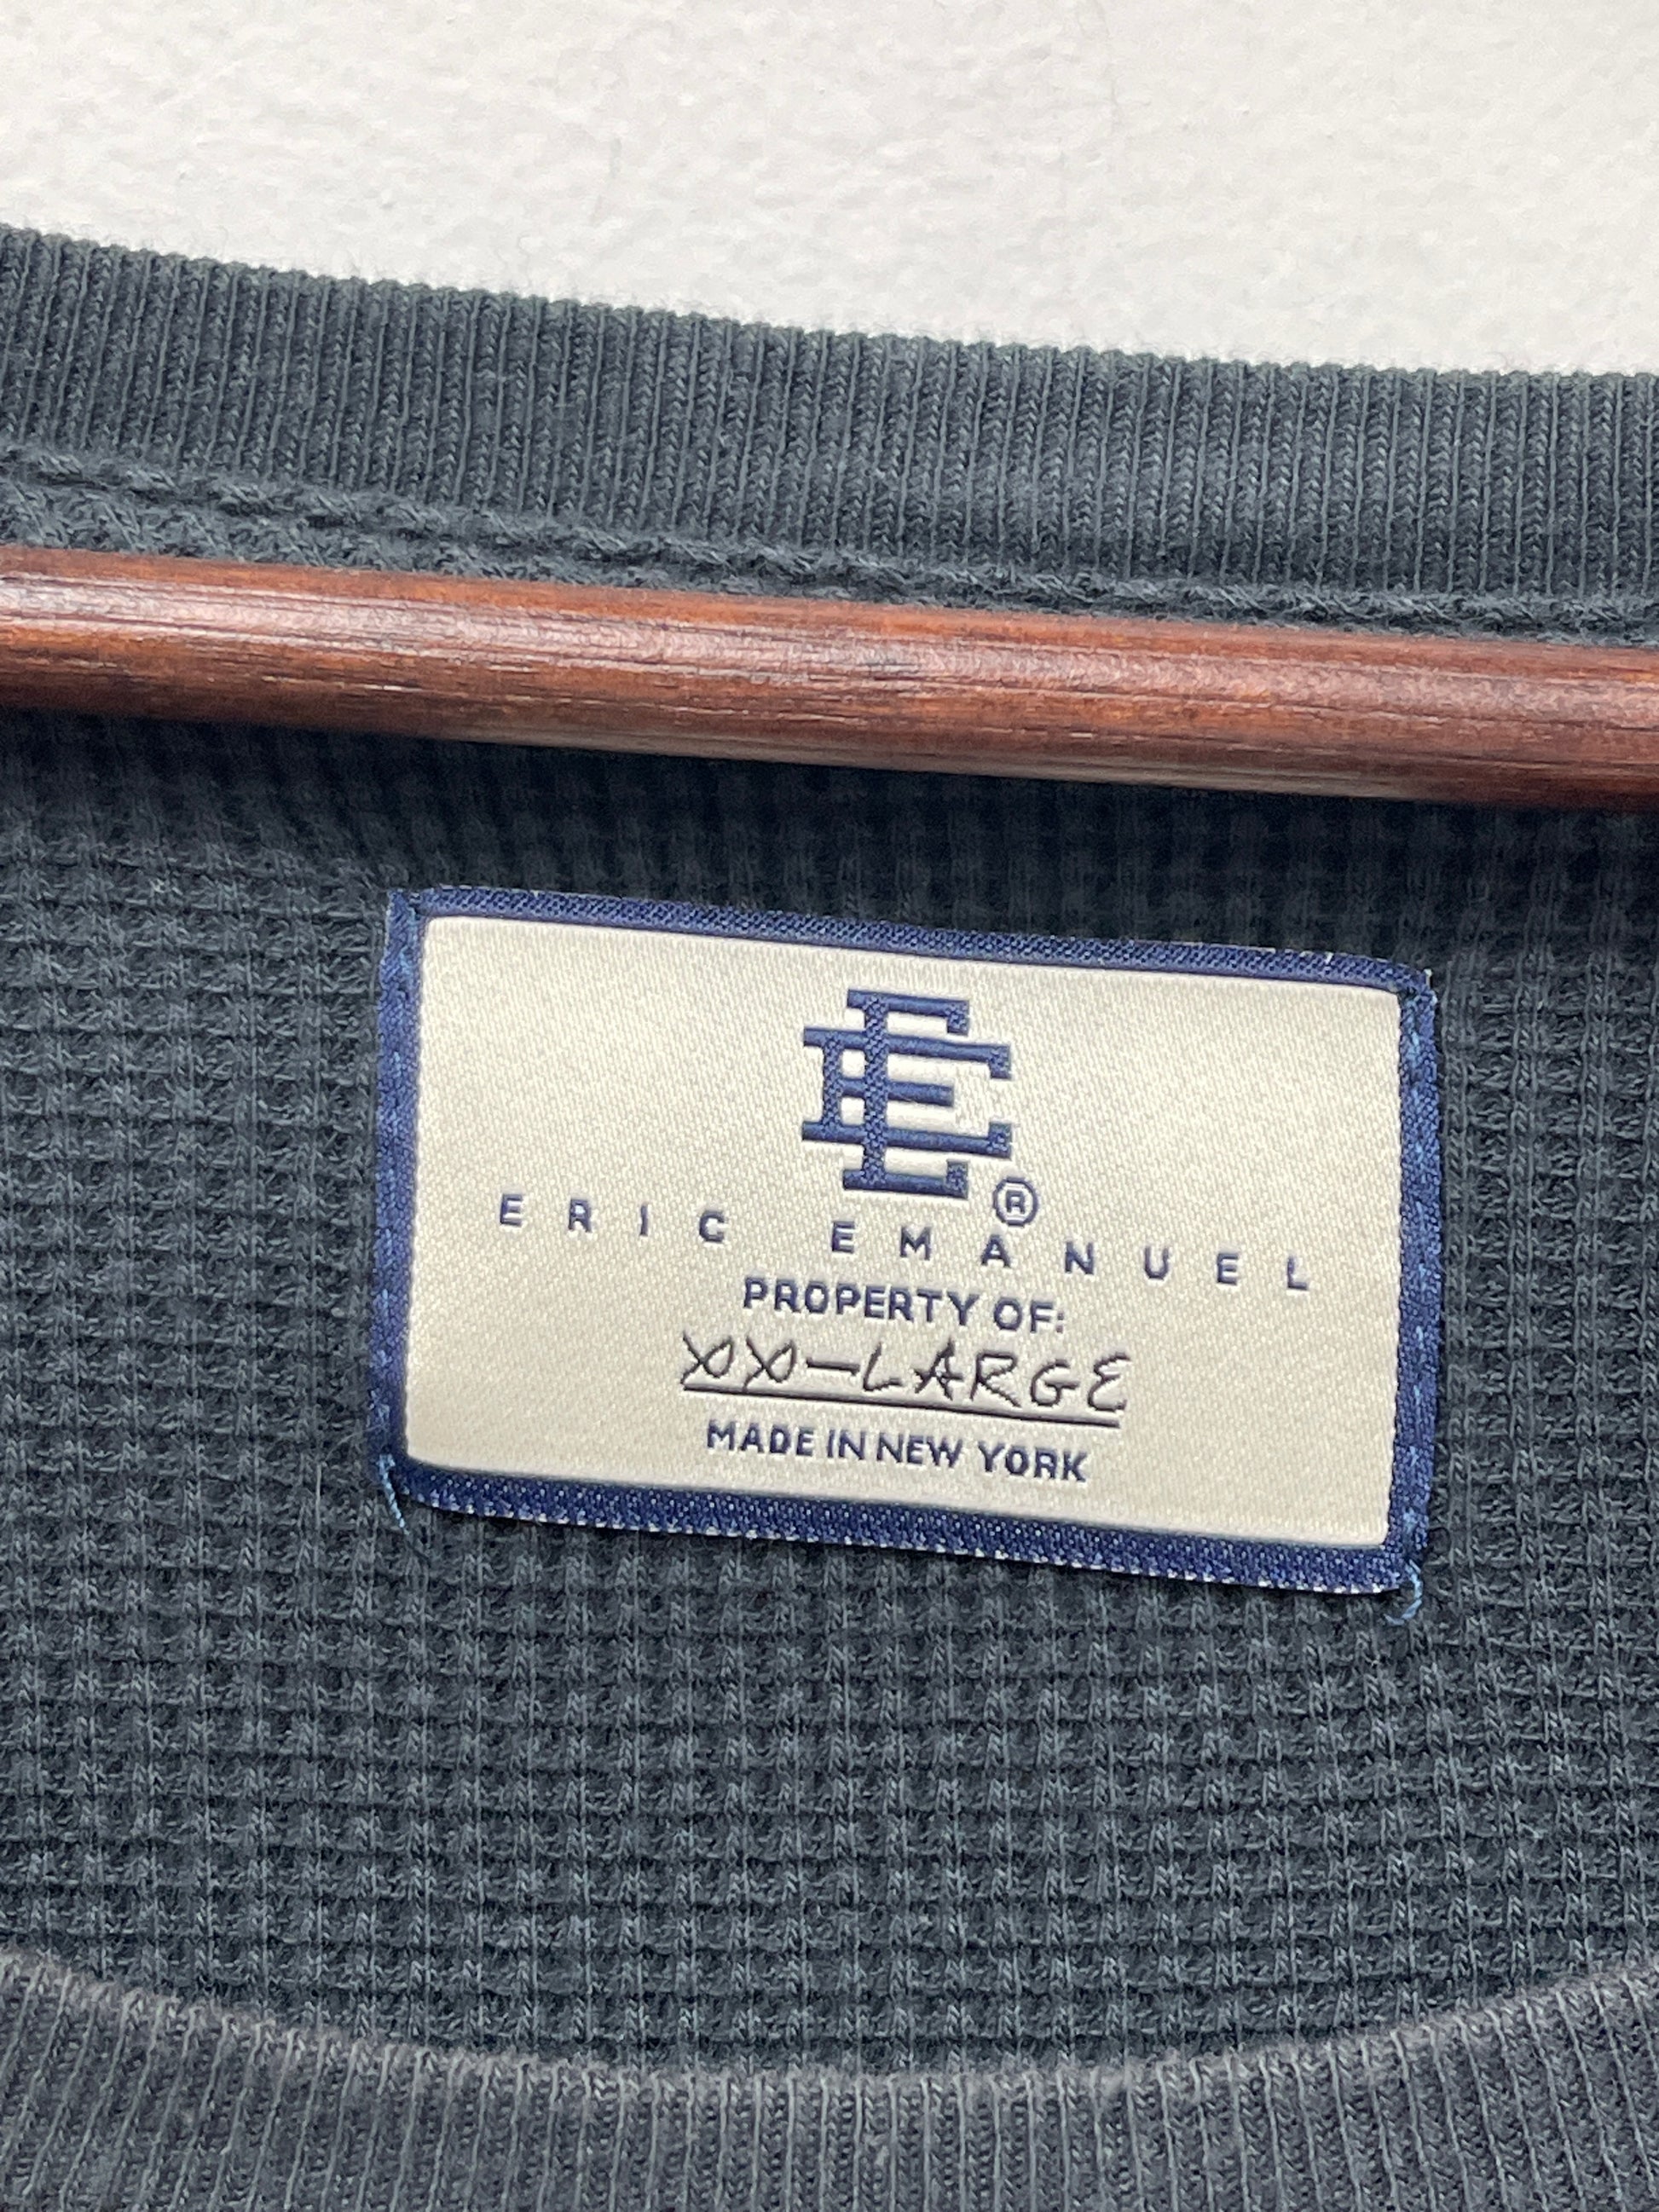 EE®
ERIC EMANUEL
PROPERTY OF:
XX-LARGE
MADE IN NEW YORK